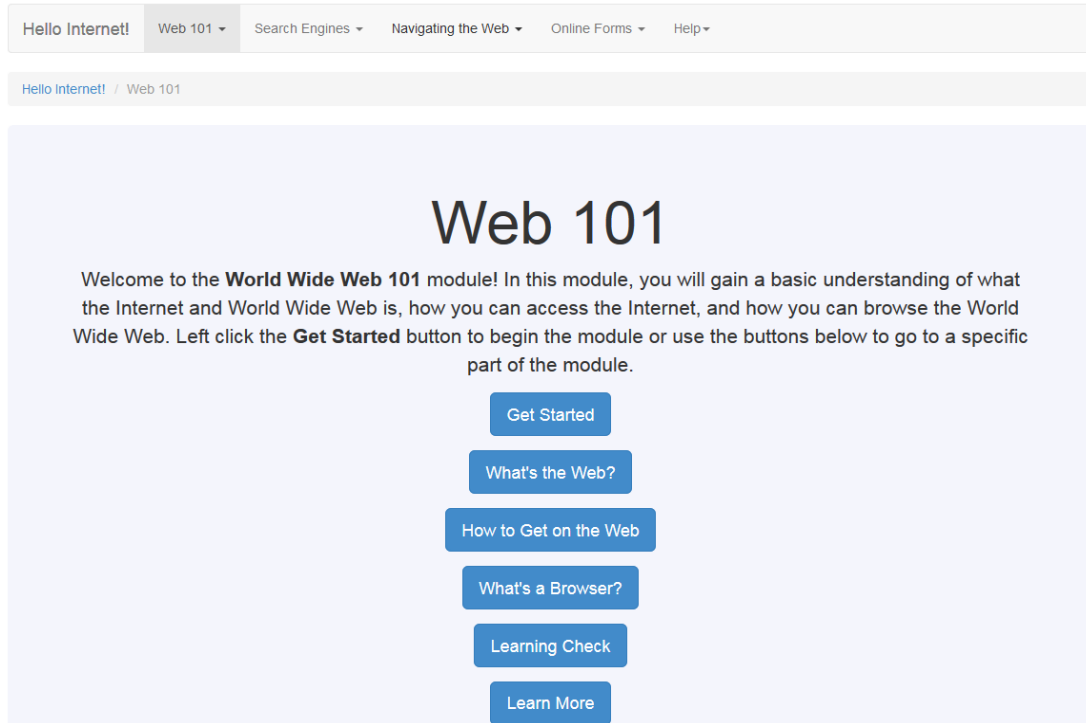 Hello Internet! Web 101 Search Engines Navigating the Web Online Forms Help
Hello Internet! / Web 101
Web 101
Welcome to the World Wide Web 101 module! In this module, you will gain a basic understanding of what
the Internet and World Wide Web is, how you can access the Internet, and how you can browse the World
Wide Web. Left click the Get Started button to begin the module or use the buttons below to go to a specific
part of the module.
Get Started
What's the Web?
How to Get on the Web
What's a Browser?
Learning Check
Learn More